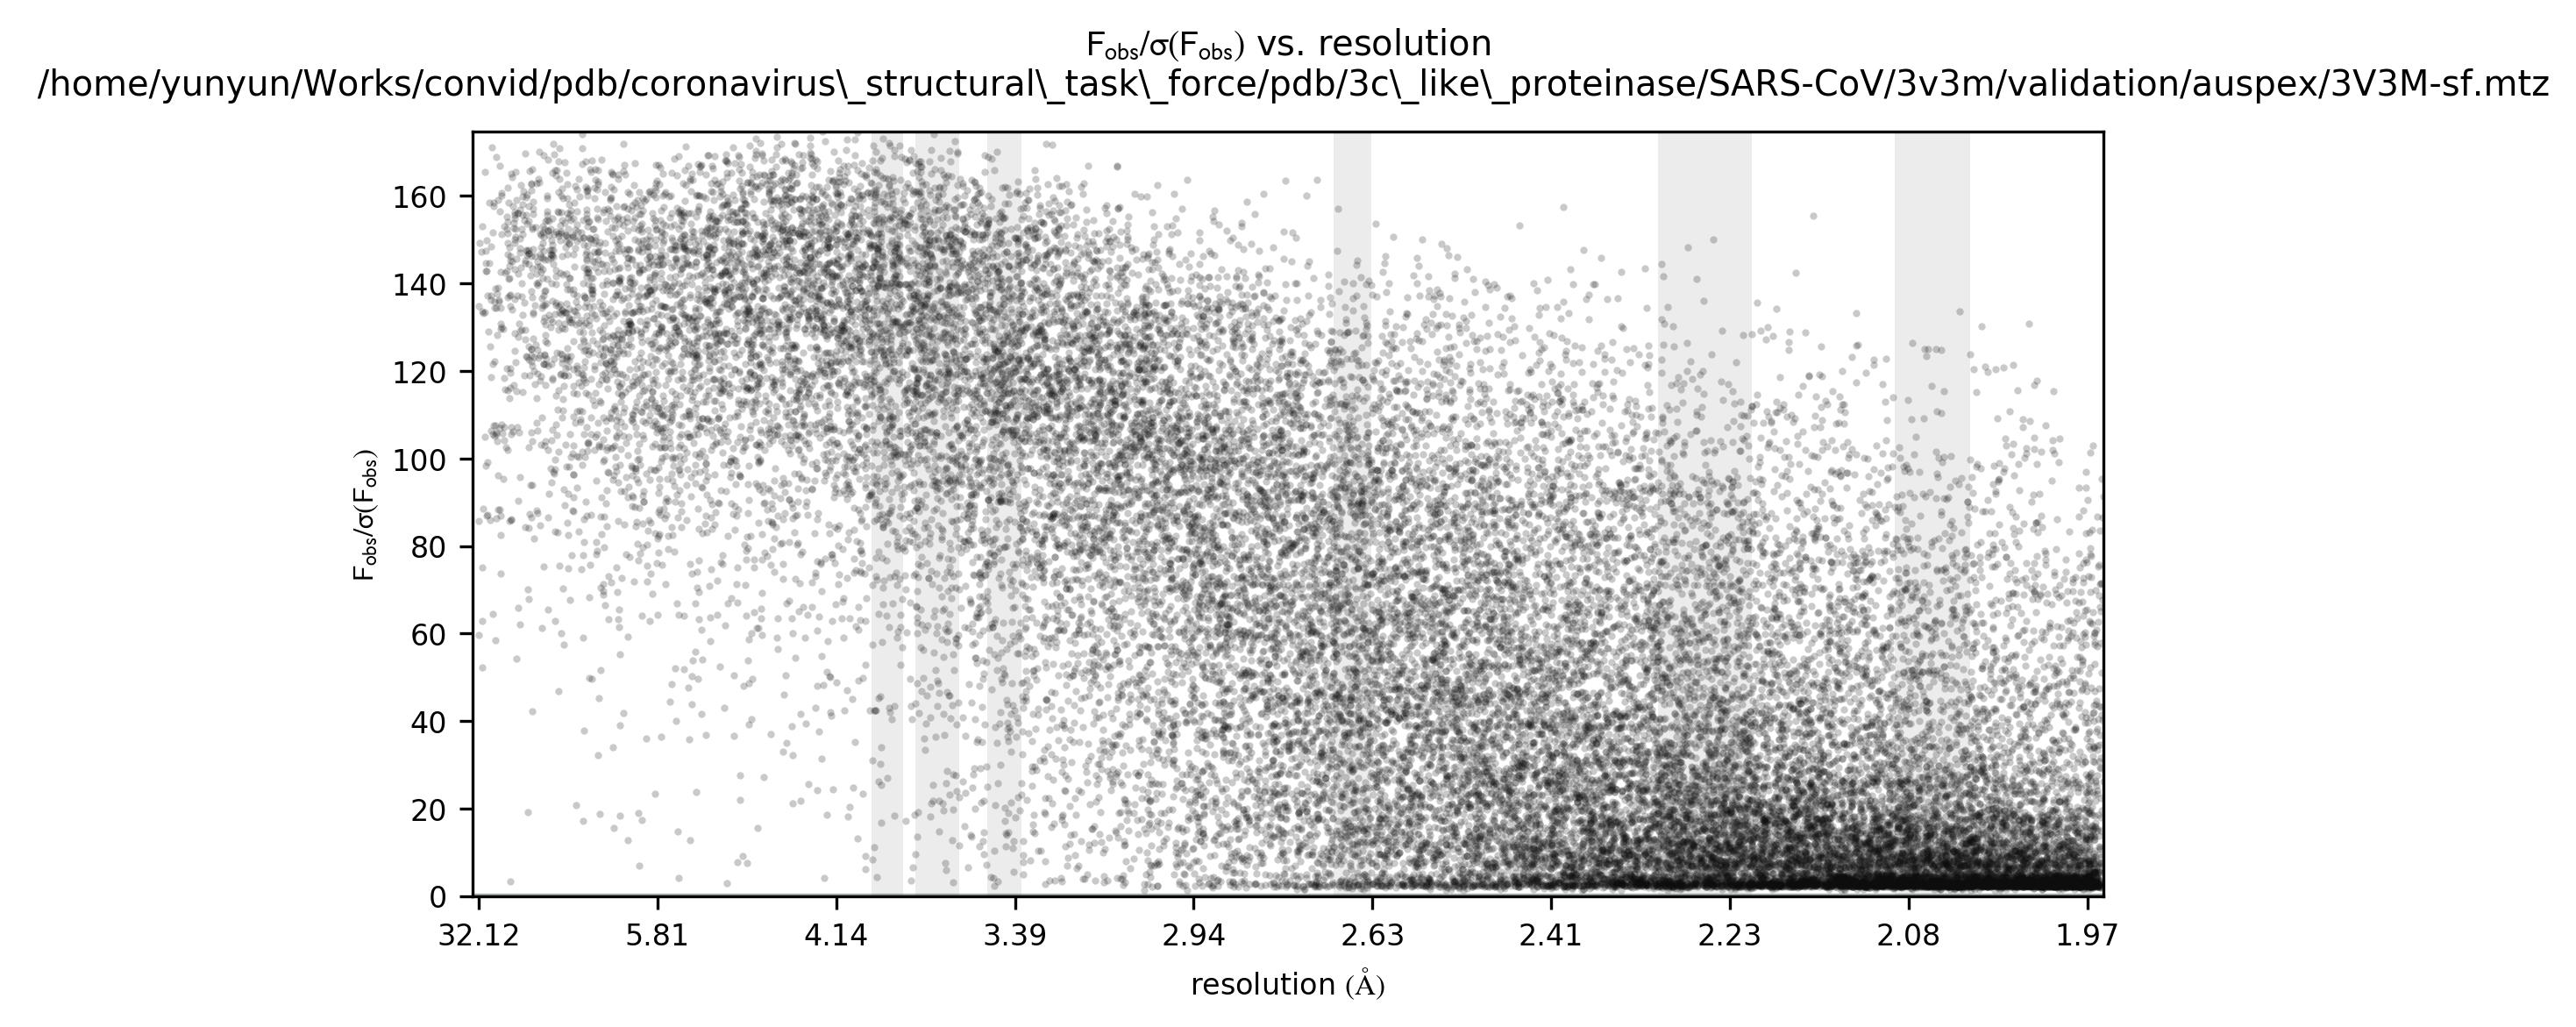 Fobs/σ(Fobs) vs. resolution
/home/yunyun/Works/convid/pdb/coronavirus\_structural\_task\_force/pdb/3c\_like\_proteinase/SARS-CoV/3v3m/validation/auspex/3V3M-sf.mtz
Fobs/σ(Fobs)
160
140
120
100
80
60
40
20
0
32.12 5.81 4.14 3.39 2.94 2.63 2.41 2.23 2.08 1.97
resolution (Å)